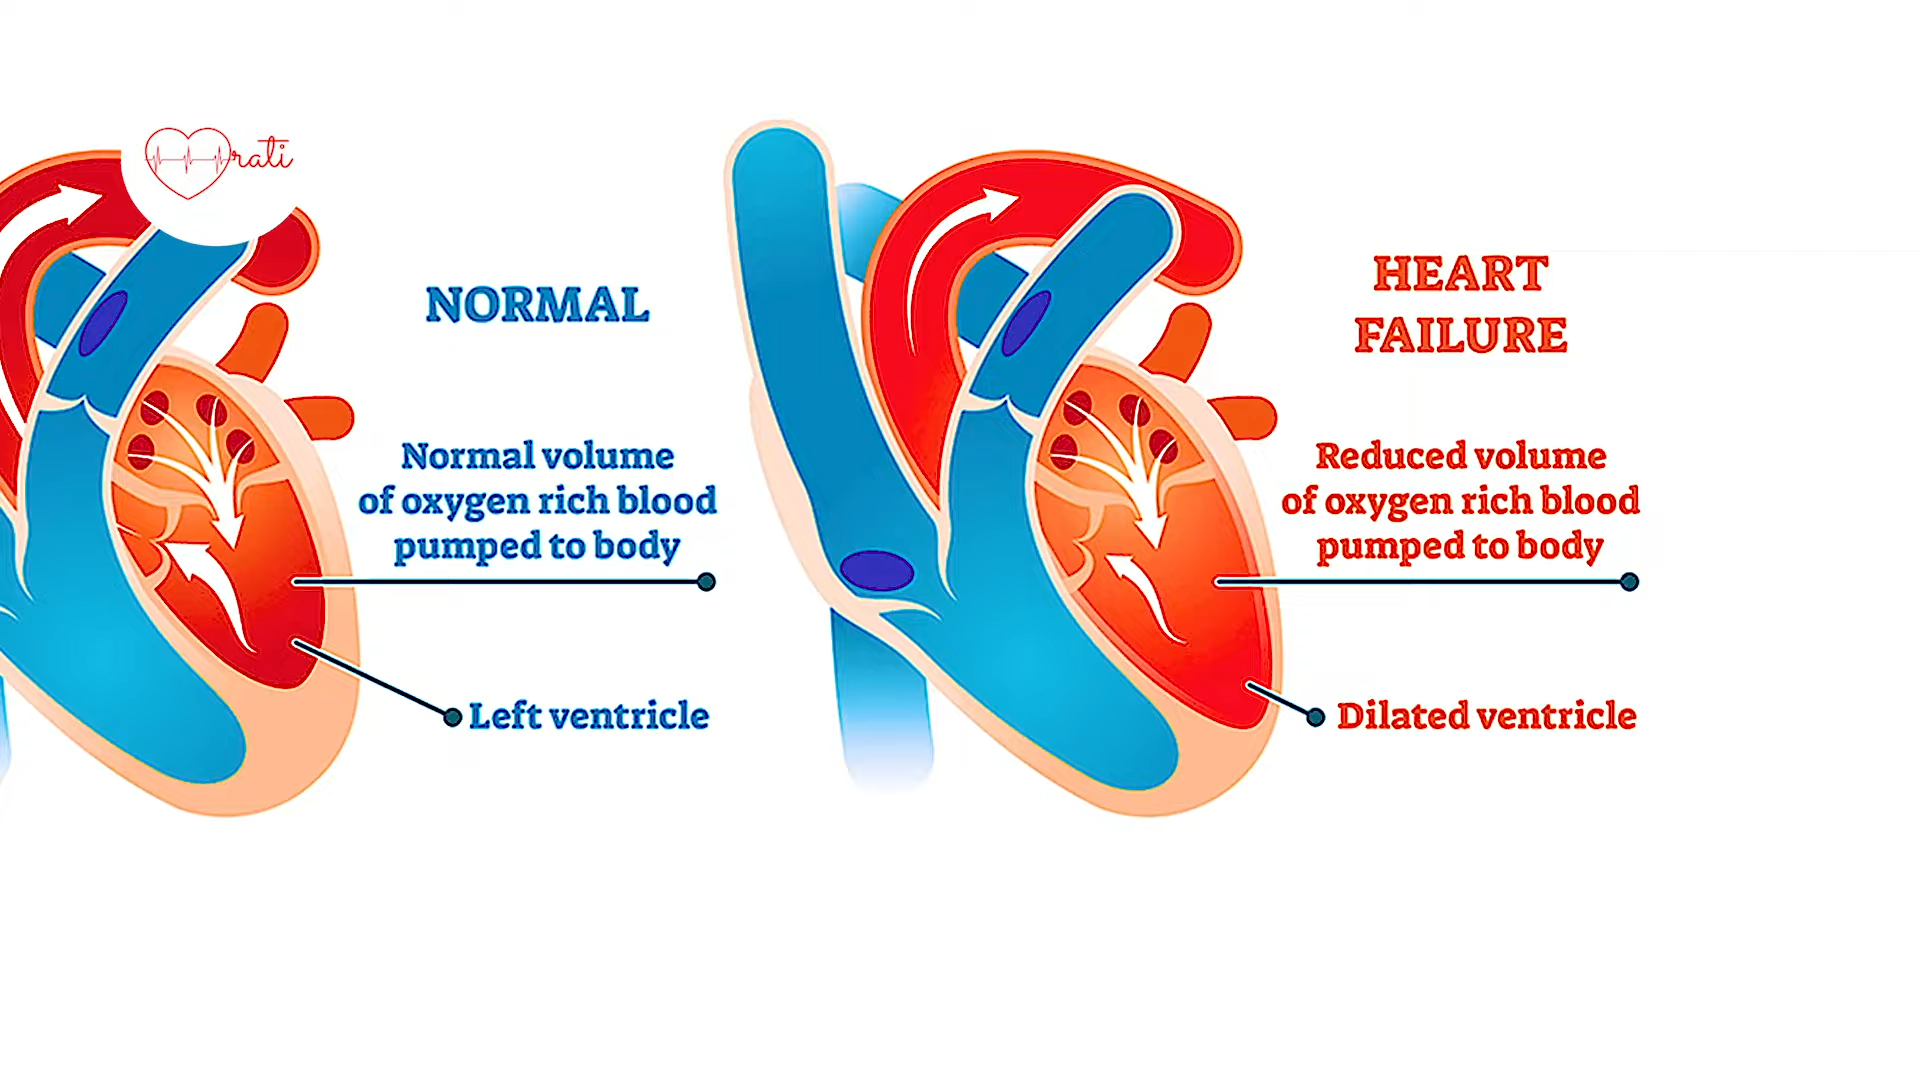 rati
NORMAL
Normal volume
of oxygen rich blood
pumped to body
Left ventricle
HEART
FAILURE
Reduced volume
of oxygen rich blood
pumped to body
Dilated ventricle